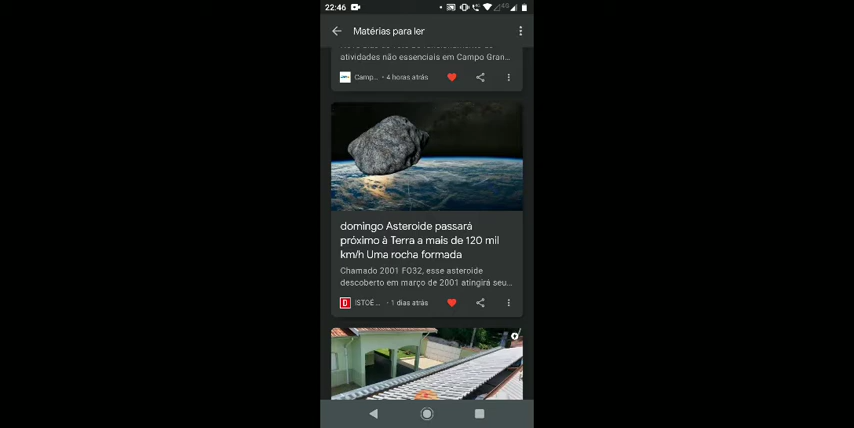 22:46
4G
Matérias para ler
atividades não essenciais em Campo Gran...
Camp... • 4 horas atrás
domingo Asteroide passará
próximo à Terra a mais de 120 mil
km/h Uma rocha formada
Chamado 2001 FO32, esse asteroide
descoberto em março de 2001 atingirá seu...
ISTOÉ ... • 1 dias atrás